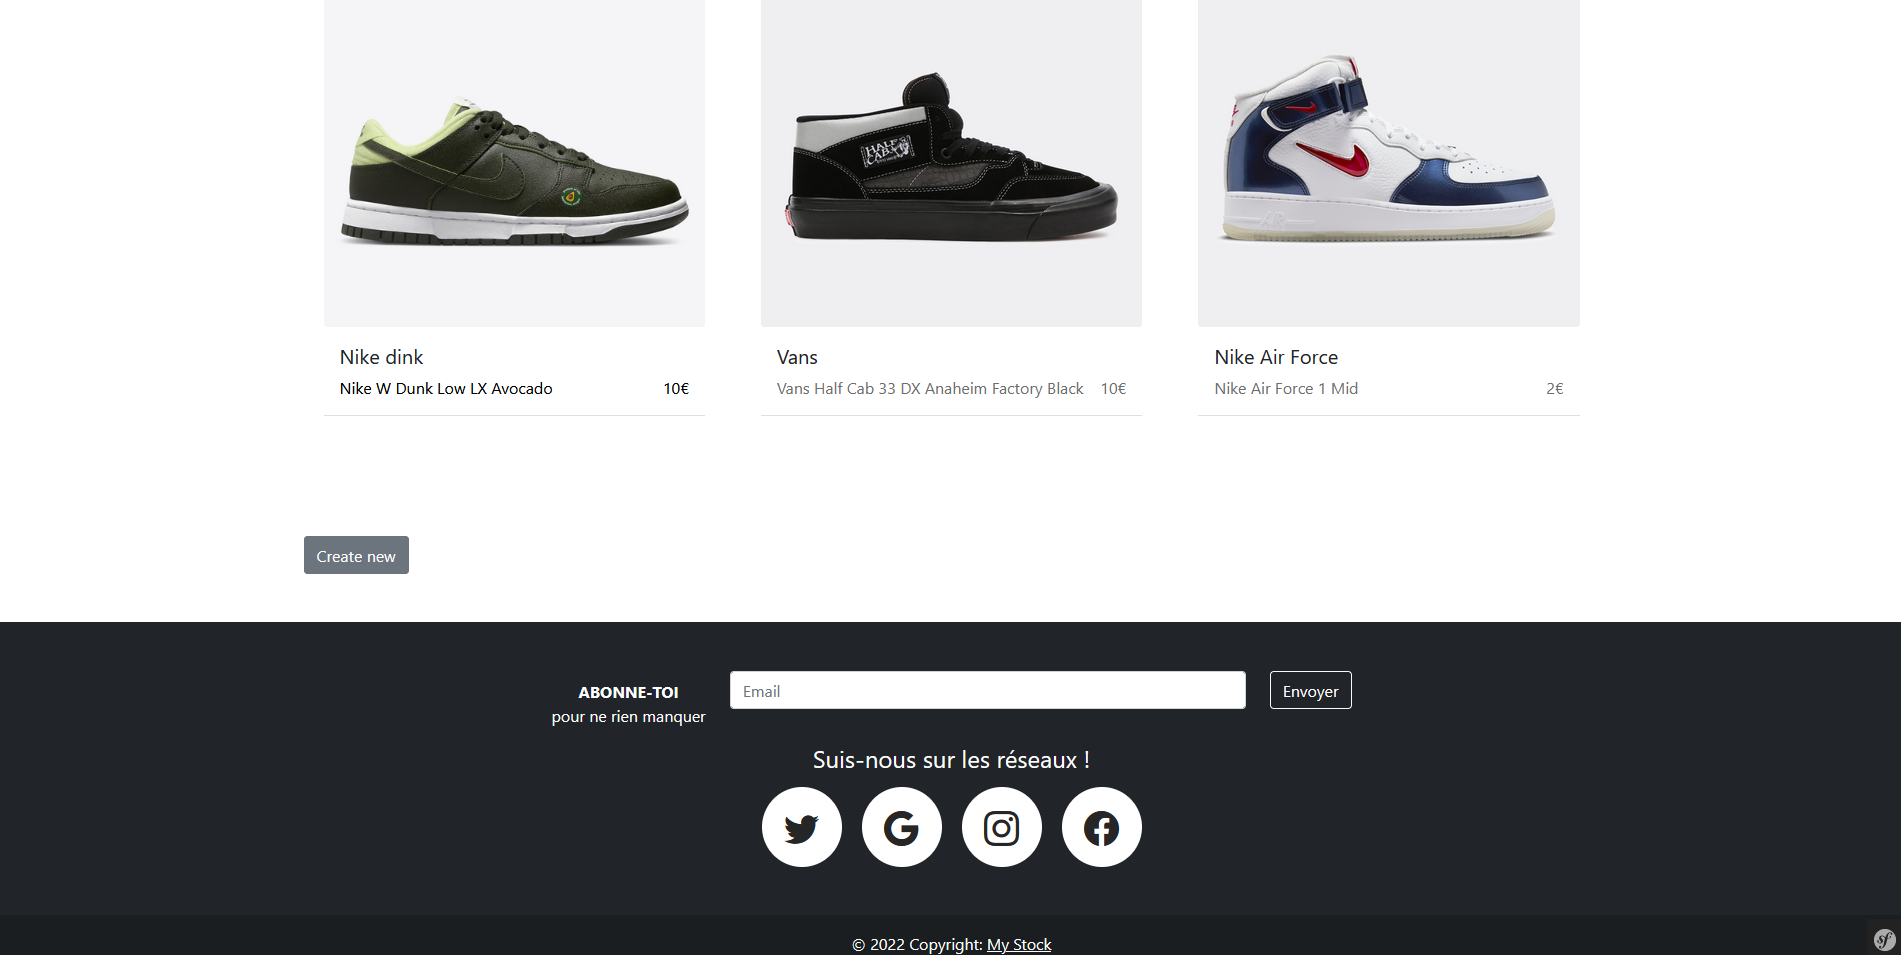 HALF
CAB
Nike dink
Nike W Dunk Low LX Avocado 10€
Vans
Vans Half Cab 33 DX Anaheim Factory Black 10€
Nike Air Force
Nike Air Force 1 Mid 2€
Create new
ABONNE-TOI
pour ne rien manquer
Email
Envoyer
Suis-nous sur les réseaux !
© 2022 Copyright: My Stock